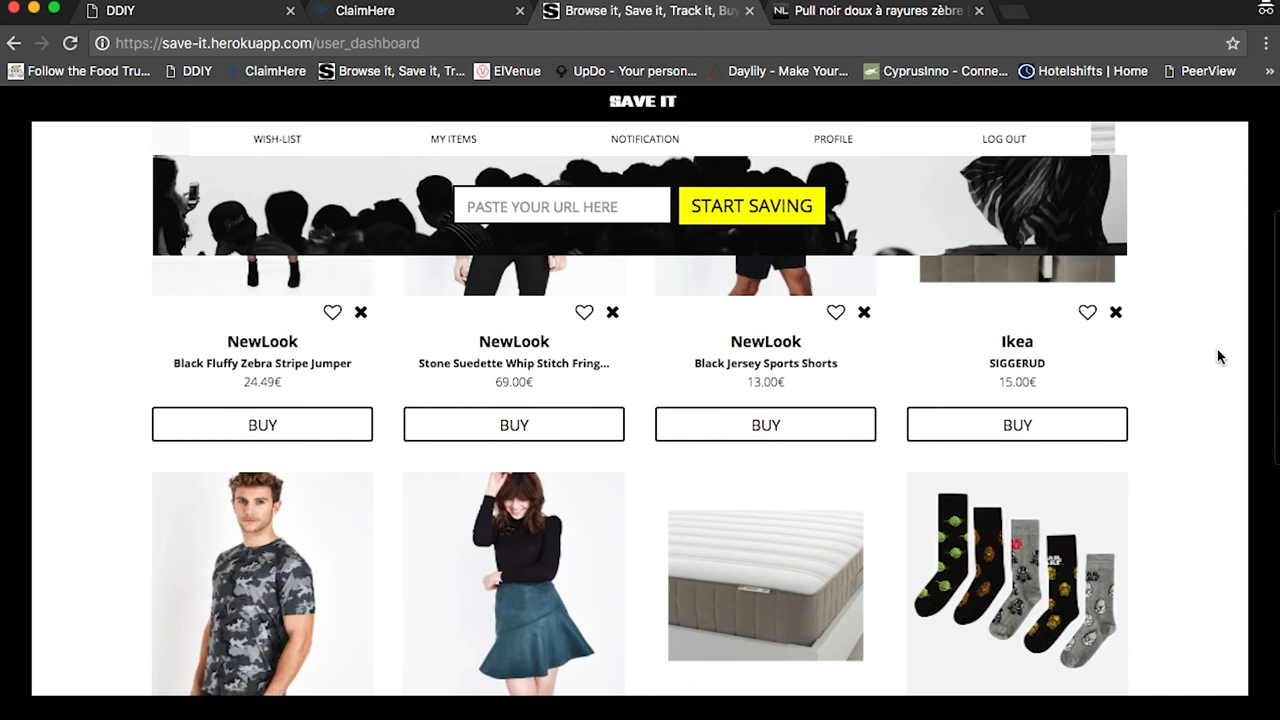 DDIY
ClaimHere
Browse it, Save it, Track it, Buy
NL Pull noir doux à rayures zèbre
https://save-it.herokuapp.com/user_dashboard
Follow the Food Tru...
DDIY
ClaimHere
Browse it, Save it, Tr...
ElVenue
UpDo - Your person...
Daylily - Make Your...
CyprusInno - Conne...
Hotelshifts | Home
PeerView
SAVE IT
WISH-LIST
MY ITEMS
NOTIFICATION
PROFILE
LOG OUT
PASTE YOUR URL HERE
START SAVING
NewLook
Black Fluffy Zebra Stripe Jumper
24.49€
BUY
NewLook
Stone Suedette Whip Stitch Fring...
69.00€
BUY
NewLook
Black Jersey Sports Shorts
13.00€
BUY
Ikea
SIGGERUD
15.00€
BUY